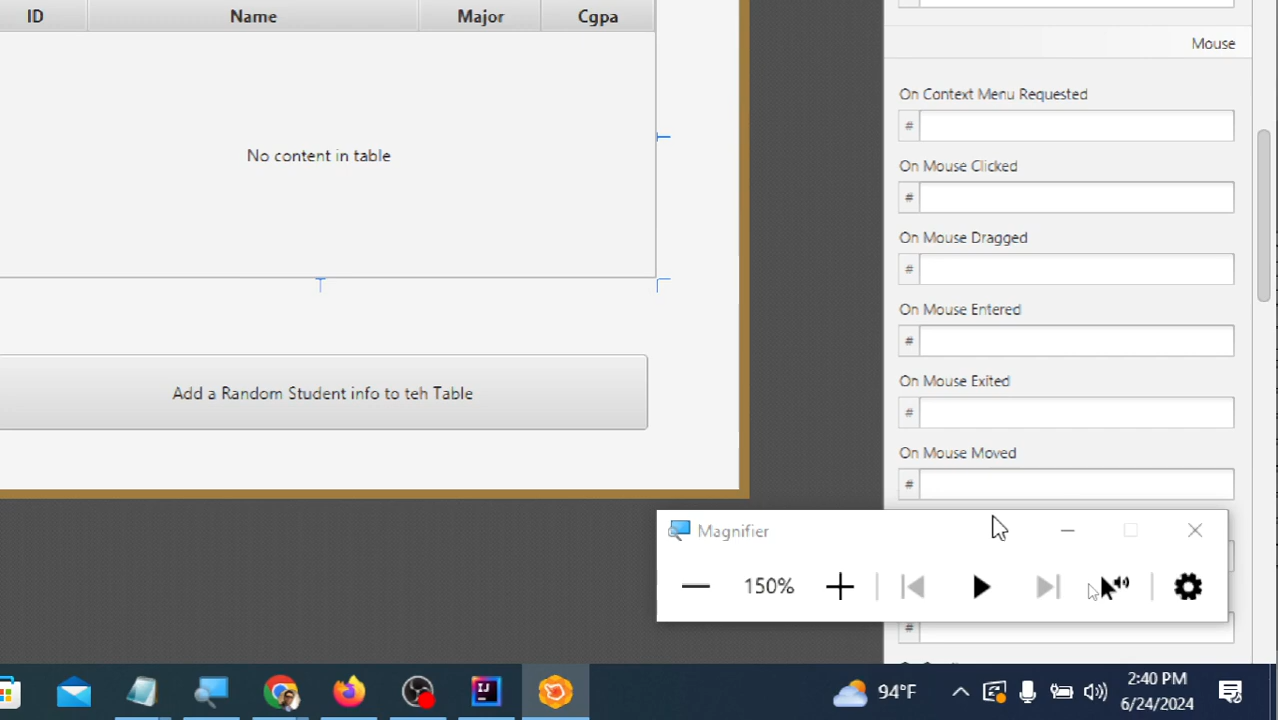 ID Name Major Cgpa
No content in table
Add a Random Student info to teh Table
Mouse
On Context Menu Requested
#
On Mouse Clicked
#
On Mouse Dragged
#
On Mouse Entered
#
On Mouse Exited
#
On Mouse Moved
#
Magnifier
150%
#
94°F
2:40 PM
6/24/2024